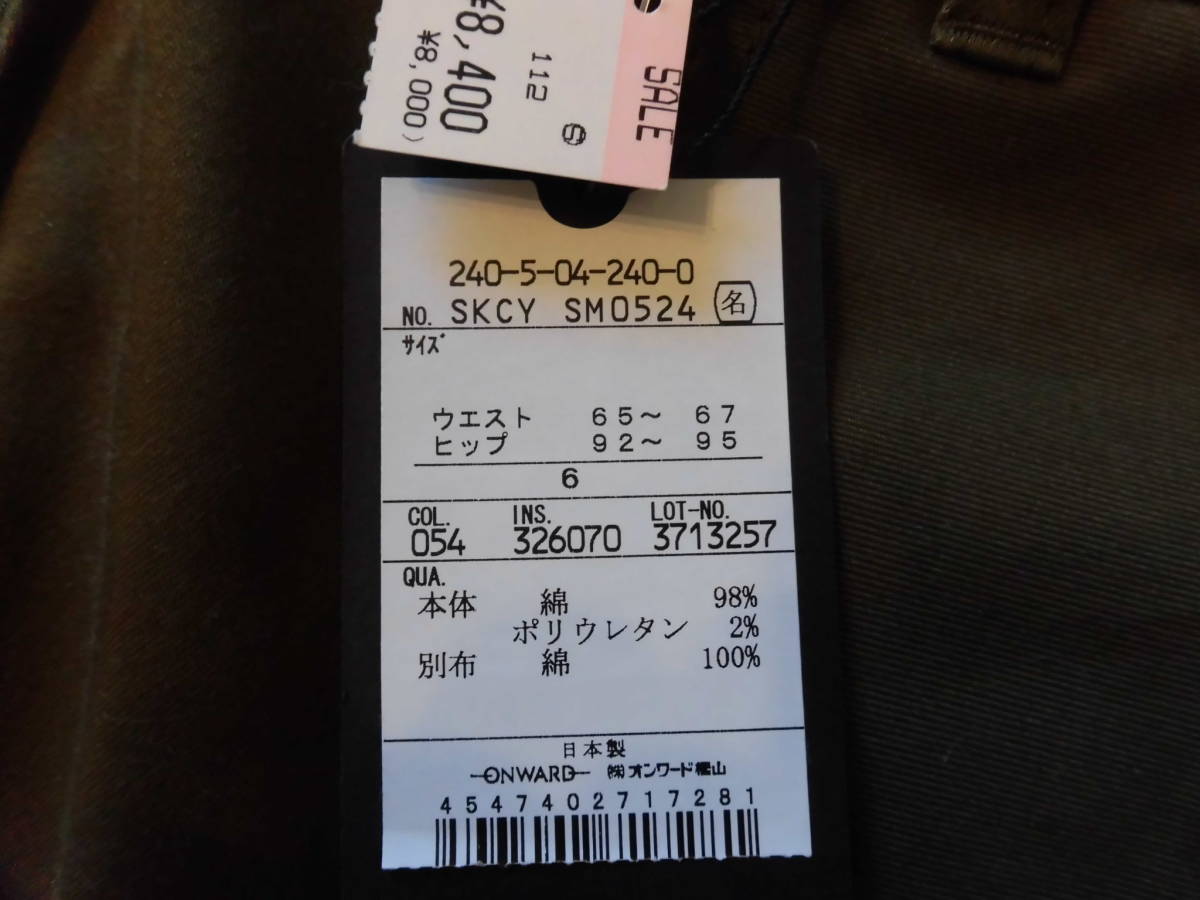 SALE
112
¥8,400
¥8,000)
240-5-04-240-0
NO. SKCY SM0524 名
サイズ
ウエスト 65～ 67
ヒップ 92～ 95
6
COL. INS. LOT-NO.
054 326070 3713257
QUA.
本体 綿 98%
ポリウレタン 2%
別布 綿 100%
日本製
ONWARD ㈱オンワード樫山
4547402717281